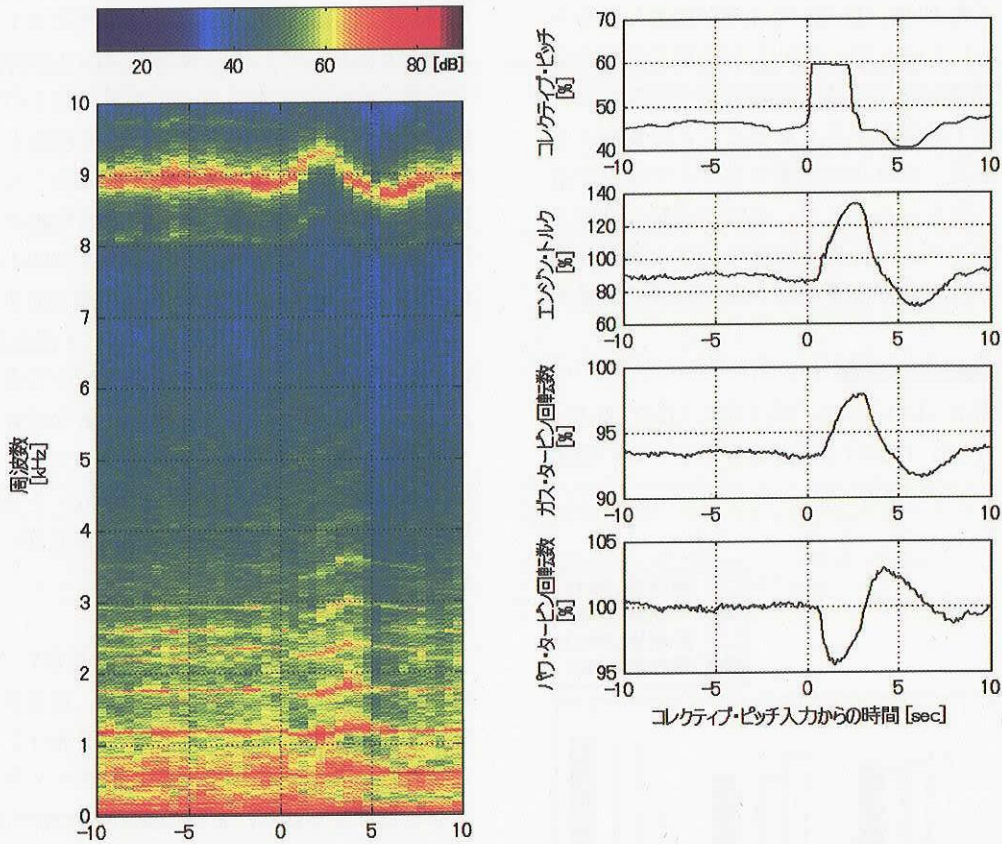 20 40 60 80 [dB]
周波数
[kHz]
10
9
8
7
6
5
4
3
2
1
0
-10 -5 0 5 10
コレクティブ・ピッチ
[%]
70
60
50
40
-10 -5 0 5 10
エンジン・トルク
[%]
140
120
100
80
60
-10 -5 0 5 10
ガス・タービン回転数
[%]
100
95
90
-10 -5 0 5 10
パワ・タービン回転数
[%]
105
100
95
-10 -5 0 5 10
コレクティブ・ピッチ入力からの時間 [sec]